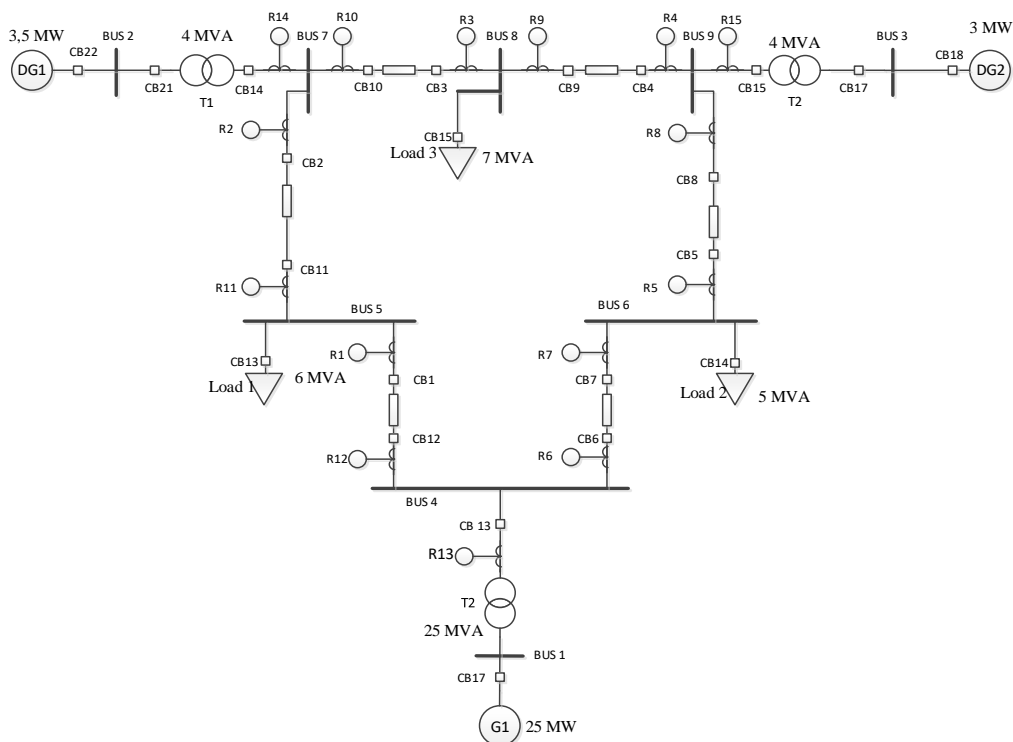 R14
BUS 7
R10
R3
BUS 8
R9
R4
BUS 9
R15
3,5 MW
BUS 2
4 MVA
4 MVA
BUS 3
3 MW
CB22
CB18
DG1
DG2
CB21
T1
CB14
CB10
CB3
CB9
CB4
CB15
T2
CB17
R2
CB15
R8
Load 3
7 MVA
CB2
CB8
CB11
CB5
R11
R5
BUS 5
BUS 6
CB13
R1
R7
CB14
Load 1
6 MVA
CB1
CB7
Load 2
5 MVA
CB12
CB6
R12
R6
BUS 4
CB 13
R13
T2
25 MVA
BUS 1
CB17
G1
25 MW